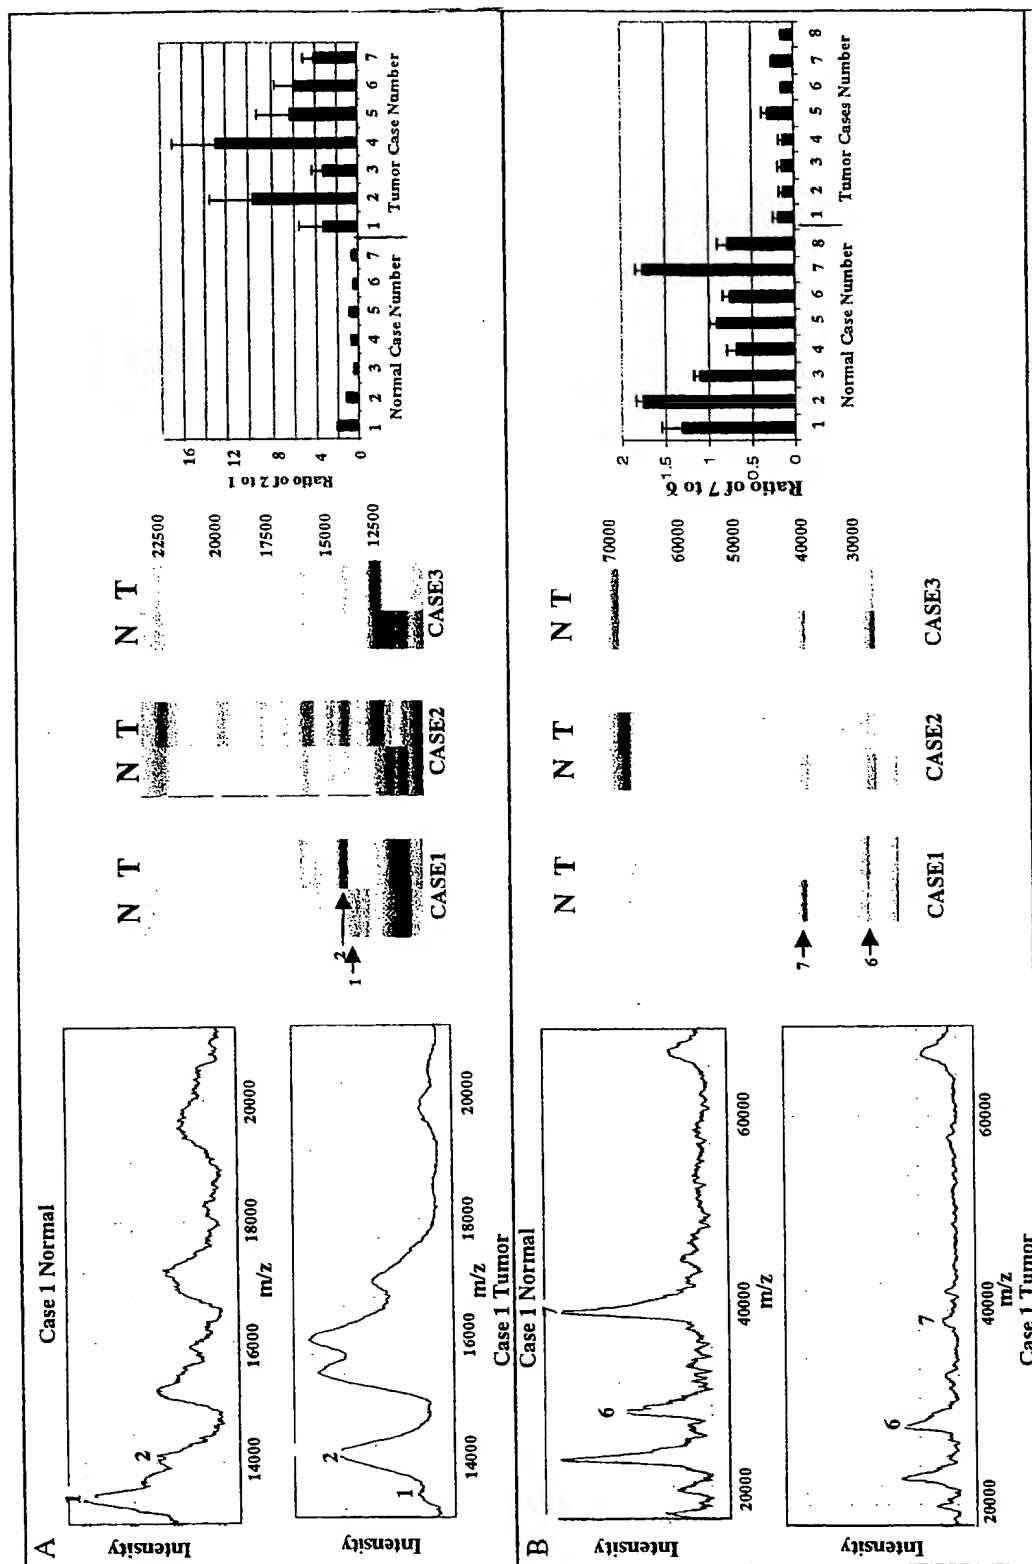 A
Case 1 Normal
Intensity
1
2
14000 16000 18000 20000
m/z
Intensity
1
2
14000 16000 18000 20000
m/z
Case 1 Tumor
N T
N T
N T
1
2
CASE1
CASE2
CASE3
22500
20000
17500
15000
12500
Ratio of 2 to 1
16
12
8
4
0
1 2 3 4 5 6 7 1 2 3 4 5 6 7
Normal Case Number Tumor Case Number
B
Case 1 Normal
Intensity
6
7
20000 40000 60000
m/z
Intensity
6
7
20000 40000 60000
m/z
Case 1 Tumor
N T
N T
N T
7
6
CASE1
CASE2
CASE3
70000
60000
50000
40000
30000
Ratio of 7 to 6
2
1.5
1
0.5
0
1 2 3 4 5 6 7 8 1 2 3 4 5 6 7 8
Normal Case Number Tumor Cases Number